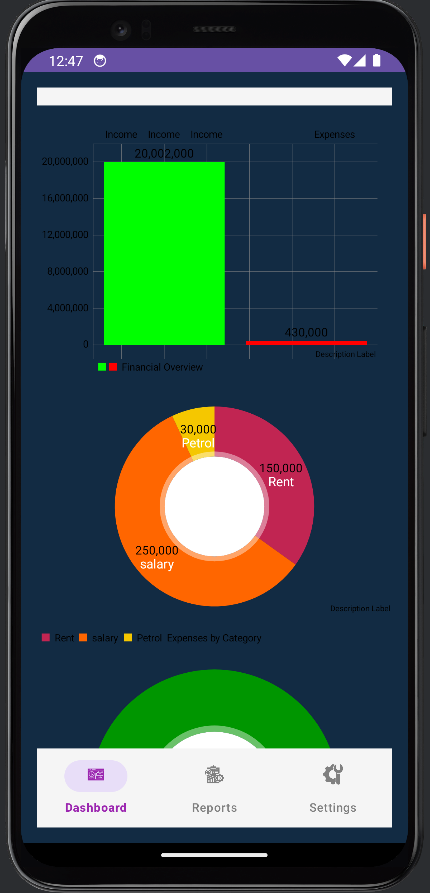 12:47
Income Income Income Expenses
20,002,000
20,000,000
16,000,000
12,000,000
8,000,000
4,000,000
430,000
0
Description Label
Financial Overview
30,000
Petrol
150,000
Rent
250,000
salary
Description Label
Rent salary Petrol Expenses by Category
Dashboard Reports Settings